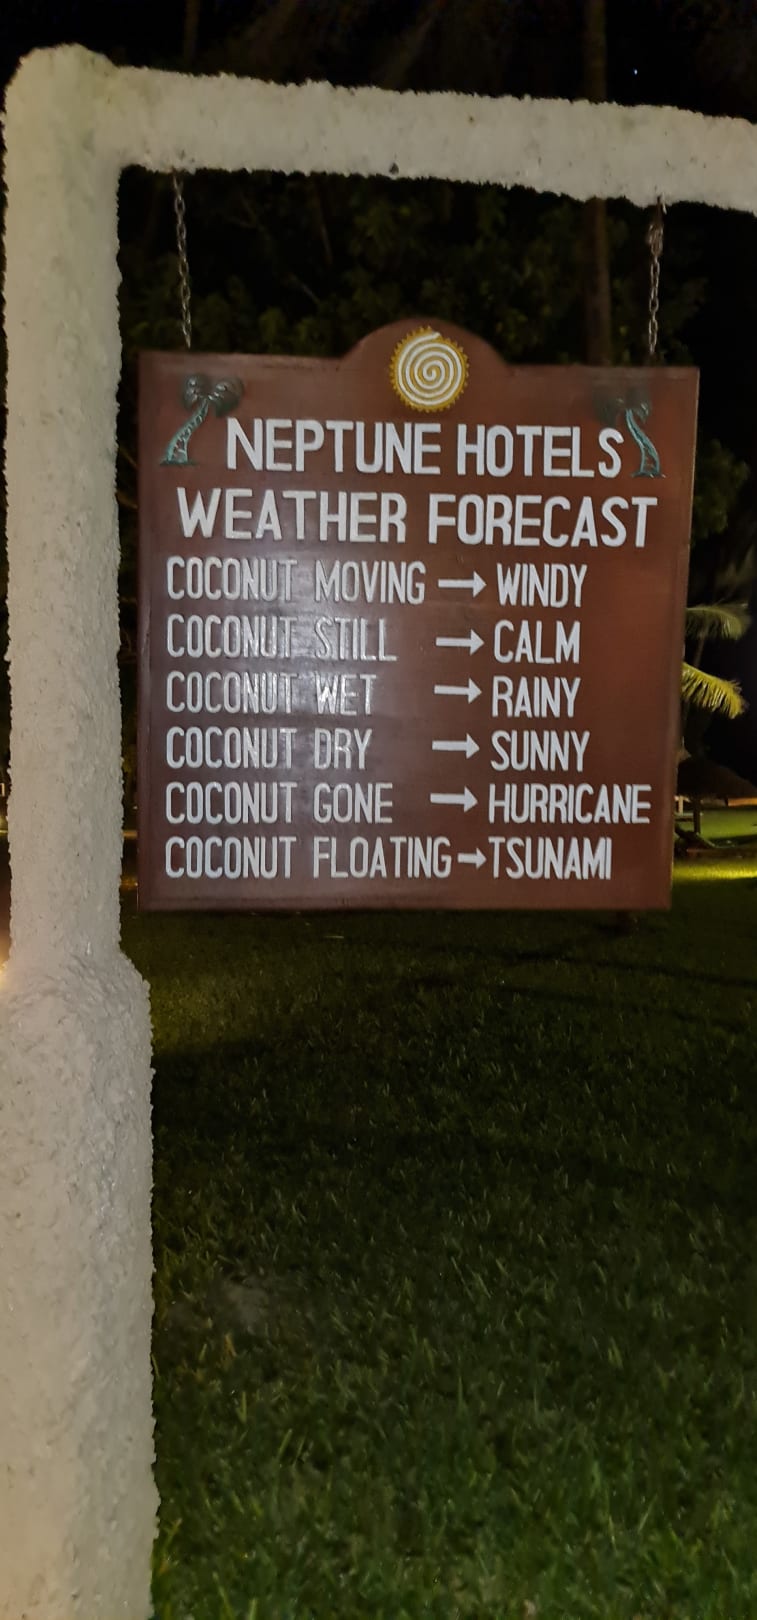 NEPTUNE HOTELS
WEATHER FORECAST
COCONUT MOVING → WINDY
COCONUT STILL → CALM
COCONUT WET → RAINY
COCONUT DRY → SUNNY
COCONUT GONE → HURRICANE
COCONUT FLOATING → TSUNAMI